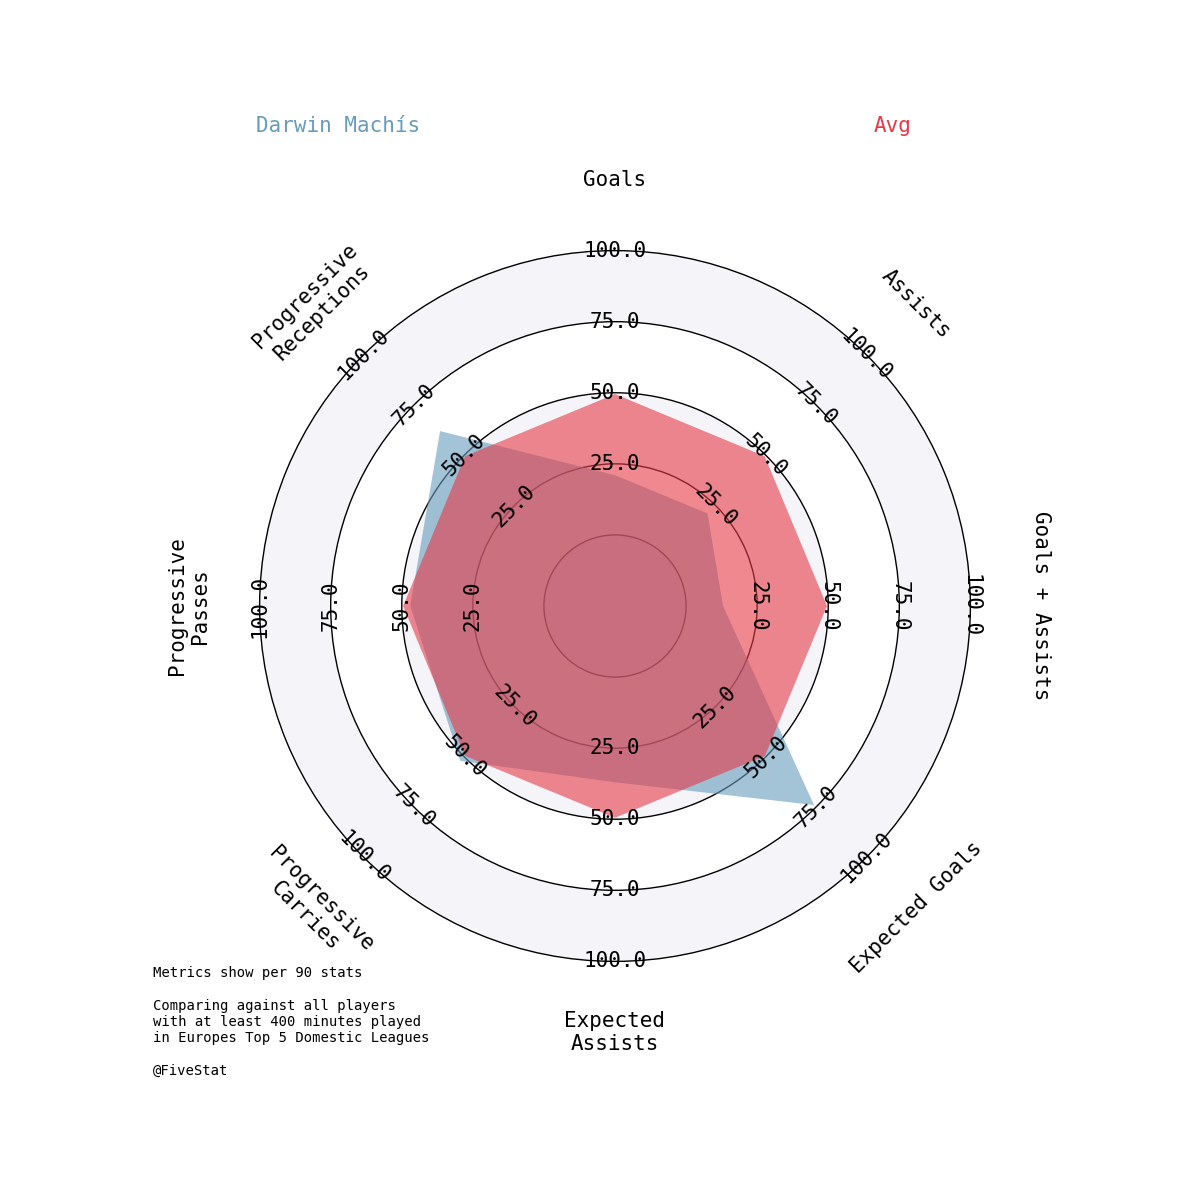 Darwin Machís
Avg
Goals
Assists
Goals + Assists
Expected Goals
Expected
Assists
Progressive
Carries
Progressive
Passes
Progressive
Receptions
25.0
50.0
75.0
100.0
25.0
50.0
75.0
100.0
25.0
50.0
75.0
100.0
25.0
50.0
75.0
100.0
25.0
50.0
75.0
100.0
25.0
50.0
75.0
100.0
25.0
50.0
75.0
100.0
25.0
50.0
75.0
100.0
Metrics show per 90 stats
Comparing against all players
with at least 400 minutes played
in Europes Top 5 Domestic Leagues
@FiveStat